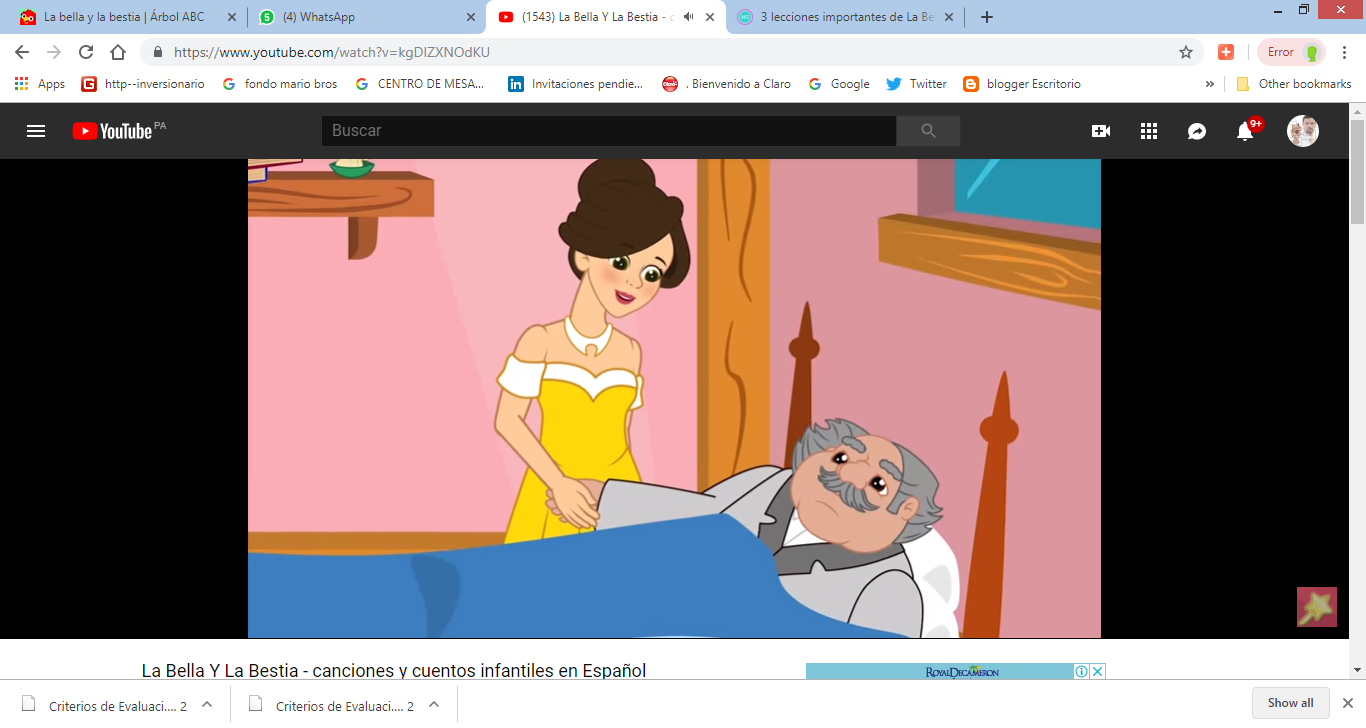 La bella y la bestia | Árbol ABC
(4) WhatsApp
(1543) La Bella Y La Bestia - c
3 lecciones importantes de La Be
https://www.youtube.com/watch?v=kgDIZXNOdKU
Error
Apps
http--inversionario
fondo mario bros
CENTRO DE MESA...
Invitaciones pendie...
. Bienvenido a Claro
Google
Twitter
blogger Escritorio
»
Other bookmarks
YouTube PA
Buscar
9+
La Bella Y La Bestia - canciones y cuentos infantiles en Español
ROYAL DECAMERON
Criterios de Evaluaci.... 2
Criterios de Evaluaci.... 2
Show all